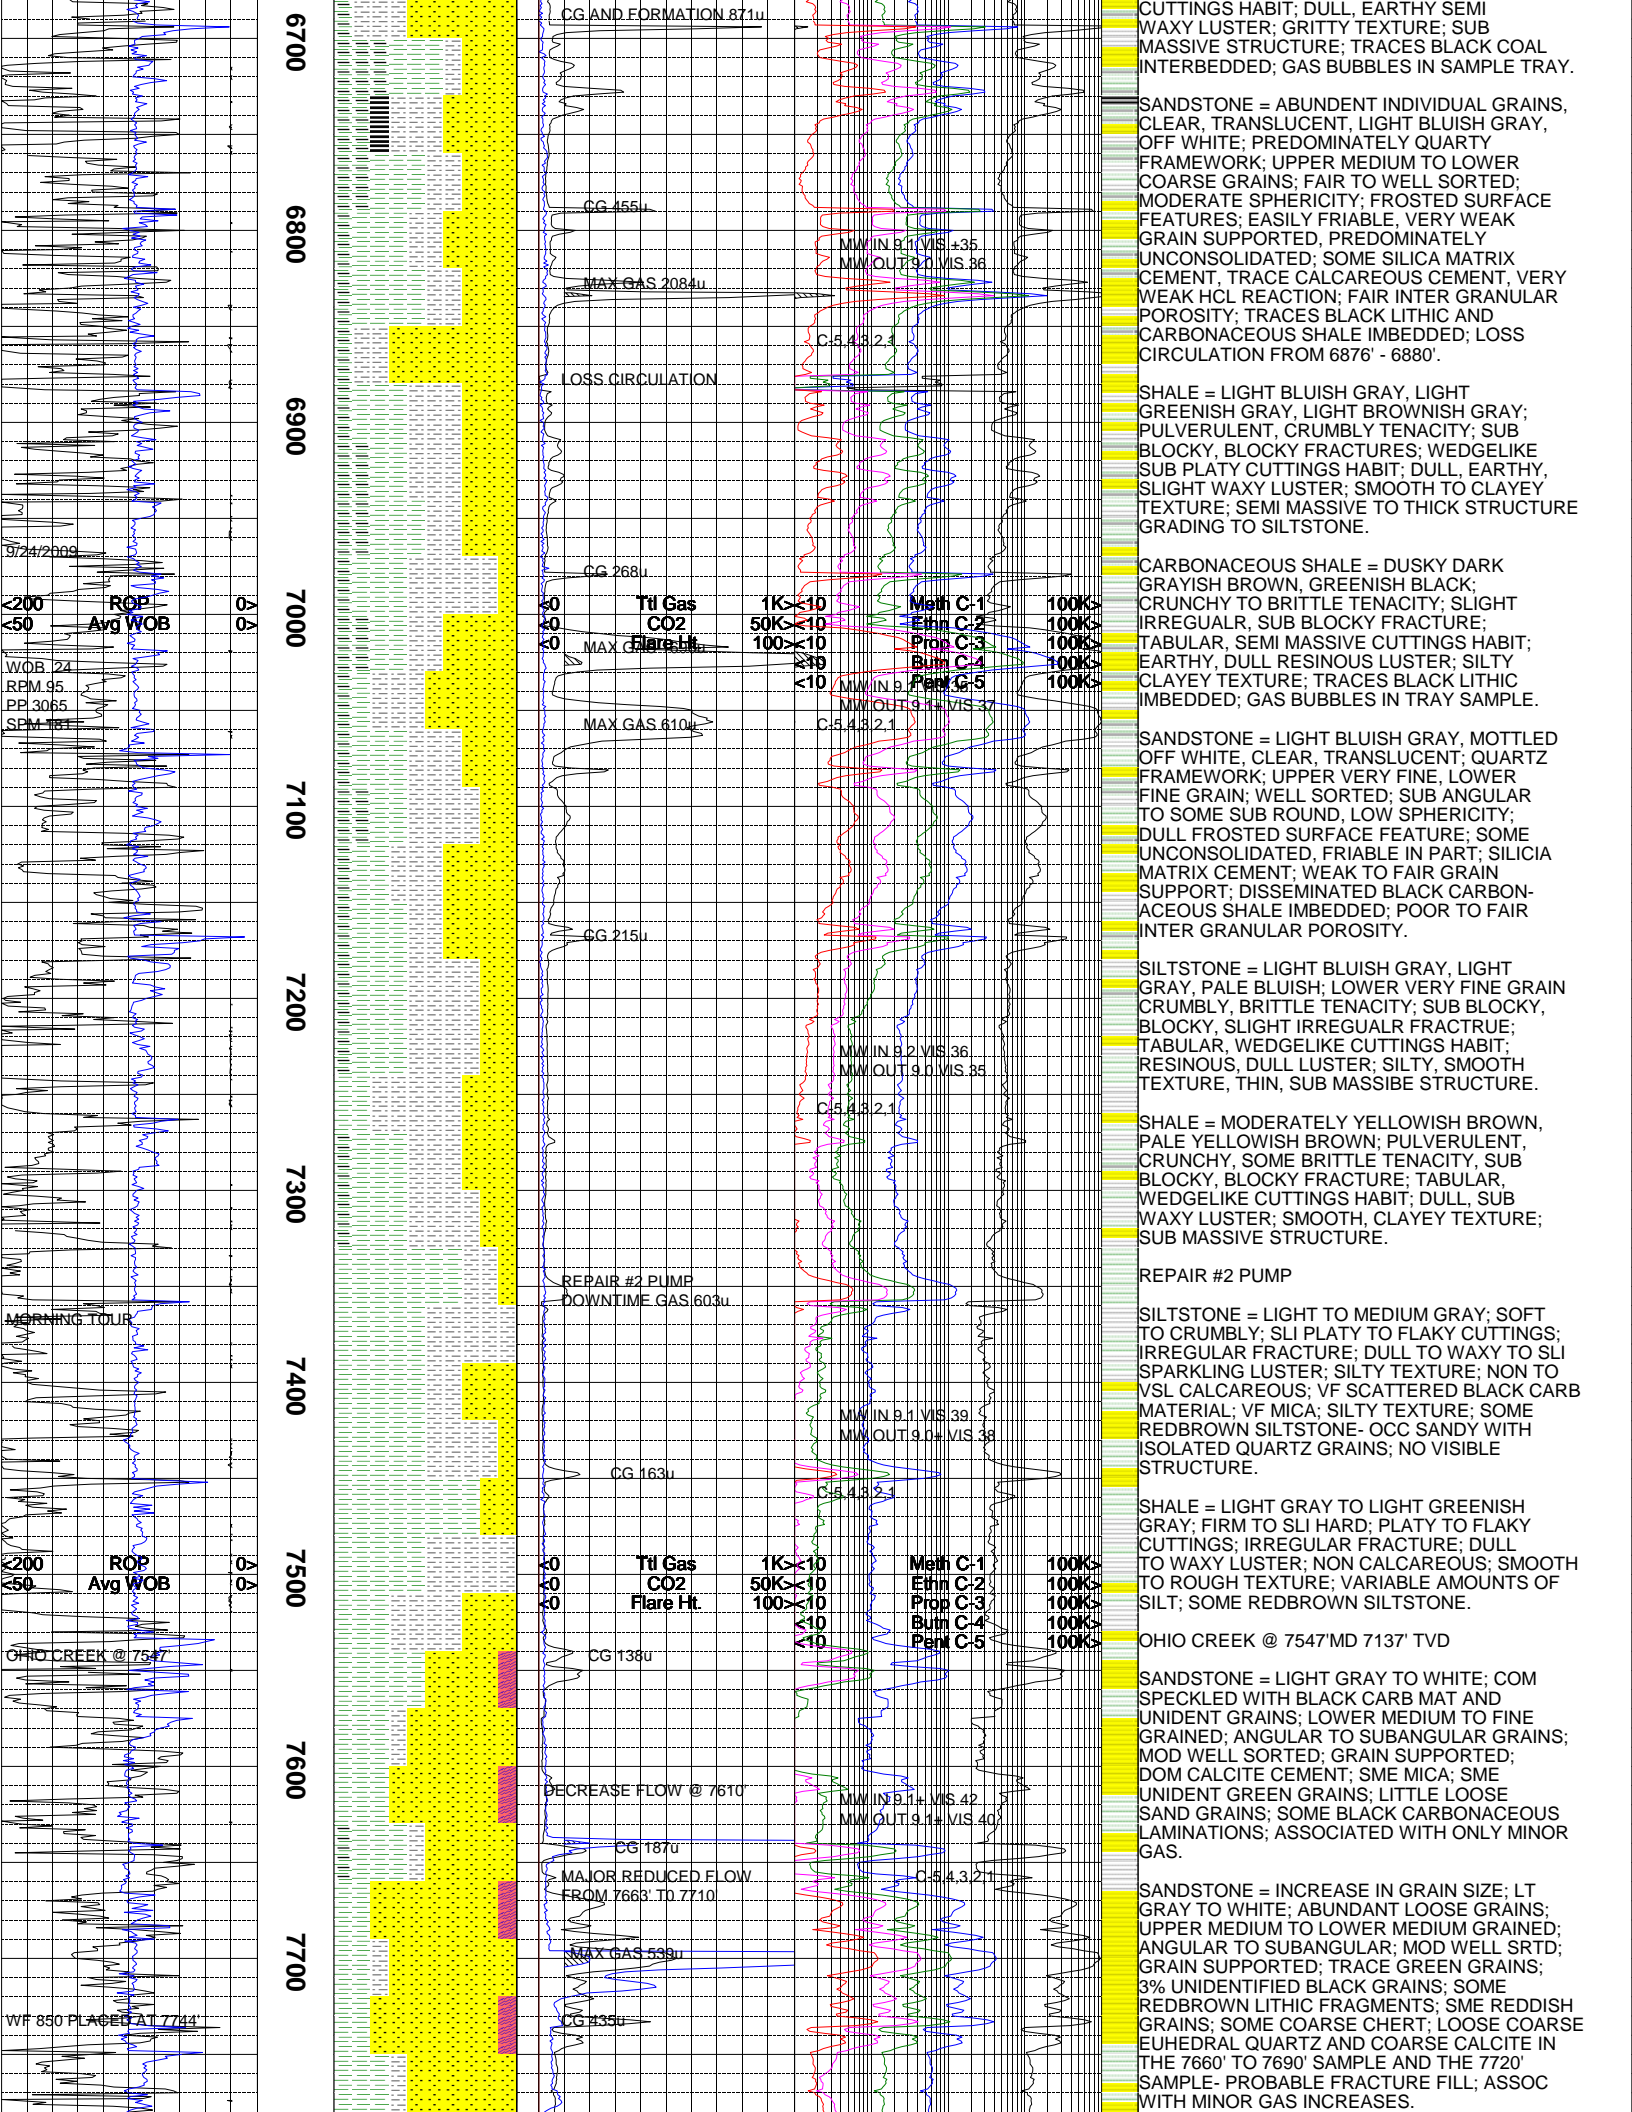 CUTTINGS HABIT; DULL, EARTHY SEMI
WAXY LUSTER; GRITTY TEXTURE; SUB
MASSIVE STRUCTURE; TRACES BLACK COAL
INTERBEDDED; GAS BUBBLES IN SAMPLE TRAY.
SANDSTONE = ABUNDENT INDIVIDUAL GRAINS,
CLEAR, TRANSLUCENT, LIGHT BLUISH GRAY,
OFF WHITE; PREDOMINATELY QUARTY
FRAMEWORK; UPPER MEDIUM TO LOWER
COARSE GRAINS; FAIR TO WELL SORTED;
MODERATE SPHERICITY; FROSTED SURFACE
FEATURES; EASILY FRIABLE, VERY WEAK
GRAIN SUPPORTED, PREDOMINATELY
UNCONSOLIDATED; SOME SILICA MATRIX
CEMENT, TRACE CALCAREOUS CEMENT, VERY
WEAK HCL REACTION; FAIR INTER GRANULAR
POROSITY; TRACES BLACK LITHIC AND
CARBONACEOUS SHALE IMBEDDED; LOSS
CIRCULATION FROM 6876' - 6880'.
SHALE = LIGHT BLUISH GRAY, LIGHT
GREENISH GRAY, LIGHT BROWNISH GRAY;
PULVERULENT, CRUMBLY TENACITY; SUB
BLOCKY, BLOCKY FRACTURES; WEDGELIKE
SUB PLATY CUTTINGS HABIT; DULL, EARTHY,
SLIGHT WAXY LUSTER; SMOOTH TO CLAYEY
TEXTURE; SEMI MASSIVE TO THICK STRUCTURE
GRADING TO SILTSTONE.
CARBONACEOUS SHALE = DUSKY DARK
GRAYISH BROWN, GREENISH BLACK;
CRUNCHY TO BRITTLE TENACITY; SLIGHT
IRREGUALR, SUB BLOCKY FRACTURE;
TABULAR, SEMI MASSIVE CUTTINGS HABIT;
EARTHY, DULL RESINOUS LUSTER; SILTY
CLAYEY TEXTURE; TRACES BLACK LITHIC
IMBEDDED; GAS BUBBLES IN TRAY SAMPLE.
SANDSTONE = LIGHT BLUISH GRAY, MOTTLED
OFF WHITE, CLEAR, TRANSLUCENT; QUARTZ
FRAMEWORK; UPPER VERY FINE, LOWER
FINE GRAIN; WELL SORTED; SUB ANGULAR
TO SOME SUB ROUND, LOW SPHERICITY;
DULL FROSTED SURFACE FEATURE; SOME
UNCONSOLIDATED, FRIABLE IN PART; SILICIA
MATRIX CEMENT; WEAK TO FAIR GRAIN
SUPPORT; DISSEMINATED BLACK CARBON-
ACEOUS SHALE IMBEDDED; POOR TO FAIR
INTER GRANULAR POROSITY.
SILTSTONE = LIGHT BLUISH GRAY, LIGHT
GRAY, PALE BLUISH; LOWER VERY FINE GRAIN
CRUMBLY, BRITTLE TENACITY; SUB BLOCKY,
BLOCKY, SLIGHT IRREGUALR FRACTRUE;
TABULAR, WEDGELIKE CUTTINGS HABIT;
RESINOUS, DULL LUSTER; SILTY, SMOOTH
TEXTURE, THIN, SUB MASSIBE STRUCTURE.
SHALE = MODERATELY YELLOWISH BROWN,
PALE YELLOWISH BROWN; PULVERULENT,
CRUNCHY, SOME BRITTLE TENACITY, SUB
BLOCKY, BLOCKY FRACTURE; TABULAR,
WEDGELIKE CUTTINGS HABIT; DULL, SUB
WAXY LUSTER; SMOOTH, CLAYEY TEXTURE;
SUB MASSIVE STRUCTURE.
REPAIR #2 PUMP
SILTSTONE = LIGHT TO MEDIUM GRAY; SOFT
TO CRUMBLY; SLI PLATY TO FLAKY CUTTINGS;
IRREGULAR FRACTURE; DULL TO WAXY TO SLI
SPARKLING LUSTER; SILTY TEXTURE; NON TO
VSL CALCAREOUS; VF SCATTERED BLACK CARB
MATERIAL; VF MICA; SILTY TEXTURE; SOME
REDBROWN SILTSTONE- OCC SANDY WITH
ISOLATED QUARTZ GRAINS; NO VISIBLE
STRUCTURE.
SHALE = LIGHT GRAY TO LIGHT GREENISH
GRAY; FIRM TO SLI HARD; PLATY TO FLAKY
CUTTINGS; IRREGULAR FRACTURE; DULL
TO WAXY LUSTER; NON CALCAREOUS; SMOOTH
TO ROUGH TEXTURE; VARIABLE AMOUNTS OF
SILT; SOME REDBROWN SILTSTONE.
OHIO CREEK @ 7547'MD 7137' TVD
SANDSTONE = LIGHT GRAY TO WHITE; COM
SPECKLED WITH BLACK CARB MAT AND
UNIDENT GRAINS; LOWER MEDIUM TO FINE
GRAINED; ANGULAR TO SUBANGULAR GRAINS;
MOD WELL SORTED; GRAIN SUPPORTED;
DOM CALCITE CEMENT; SME MICA; SME
UNIDENT GREEN GRAINS; LITTLE LOOSE
SAND GRAINS; SOME BLACK CARBONACEOUS
LAMINATIONS; ASSOCIATED WITH ONLY MINOR
GAS.
SANDSTONE = INCREASE IN GRAIN SIZE; LT
GRAY TO WHITE; ABUNDANT LOOSE GRAINS;
UPPER MEDIUM TO LOWER MEDIUM GRAINED;
ANGULAR TO SUBANGULAR; MOD WELL SRTD;
GRAIN SUPPORTED; TRACE GREEN GRAINS;
3% UNIDENTIFIED BLACK GRAINS; SOME
REDBROWN LITHIC FRAGMENTS; SME REDDISH
GRAINS; SOME COARSE CHERT; LOOSE COARSE
EUHEDRAL QUARTZ AND COARSE CALCITE IN
THE 7660' TO 7690' SAMPLE AND THE 7720'
SAMPLE- PROBABLE FRACTURE FILL; ASSOC
WITH MINOR GAS INCREASES.
6700
6800
6900
7000
7100
7200
7300
7400
7500
7600
7700
9/24/2009
<200 ROP 0>
<50 Avg WOB 0>
WOB 24
RPM 95
PP 3065
SPM 181
MORNING TOUR
<200 ROP 0>
<50 Avg WOB 0>
OHIO CREEK @ 7547'
WF 850 PLACED AT 7744'
CG AND FORMATION 871u
CG 455u
MAX GAS 2084u
LOSS CIRCULATION
CG 268u
<0 Ttl Gas 1K>
<0 CO2 50K>
<0 Flare Ht. 100>
MAX GAS
MAX GAS 610u
CG 215u
REPAIR #2 PUMP
DOWNTIME GAS 603u
CG 163u
<0 Ttl Gas 1K>
<0 CO2 50K>
<0 Flare Ht. 100>
CG 138u
DECREASE FLOW @ 7610'
CG 187u
MAJOR REDUCED FLOW
FROM 7663' TO 7710'
MAX GAS 539u
CG 435u
MW IN 9.1 VIS +35
MW OUT 9.0 VIS 36
C-5,4,3,2,1
<10 Meth C-1 100K>
<10 Ethn C-2 100K>
<10 Prop C-3 100K>
<10 Butn C-4 100K>
<10 Pent C-5 100K>
MW IN
MW OUT 9.1+ VIS 37
C-5,4,3,2,1
MW IN 9.2 VIS 36
MW OUT 9.0 VIS 35
C-5,4,3,2,1
MW IN 9.1 VIS 39
MW OUT 9.0+ VIS 38
C-5,4,3,2,1
<10 Meth C-1 100K>
<10 Ethn C-2 100K>
<10 Prop C-3 100K>
<10 Butn C-4 100K>
<10 Pent C-5 100K>
MW IN 9.1+ VIS 42
MW OUT 9.1+ VIS 40
C-5,4,3,2,1